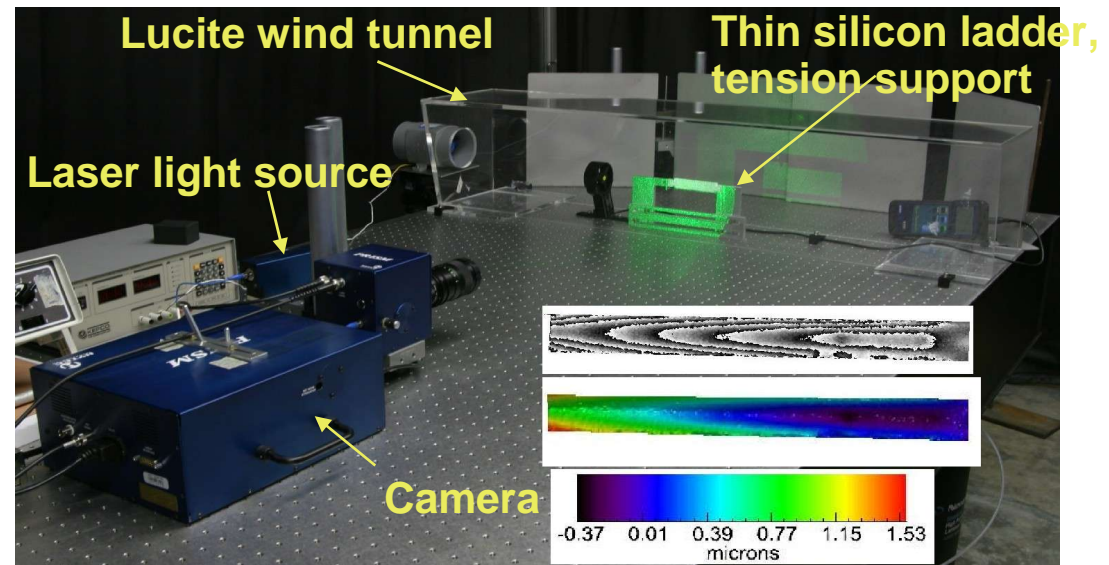 Lucite wind tunnel
Thin silicon ladder,
tension support
Laser light source
PRISM
PRISM
Camera
-0.37 0.01 0.39 0.77 1.15 1.53
microns